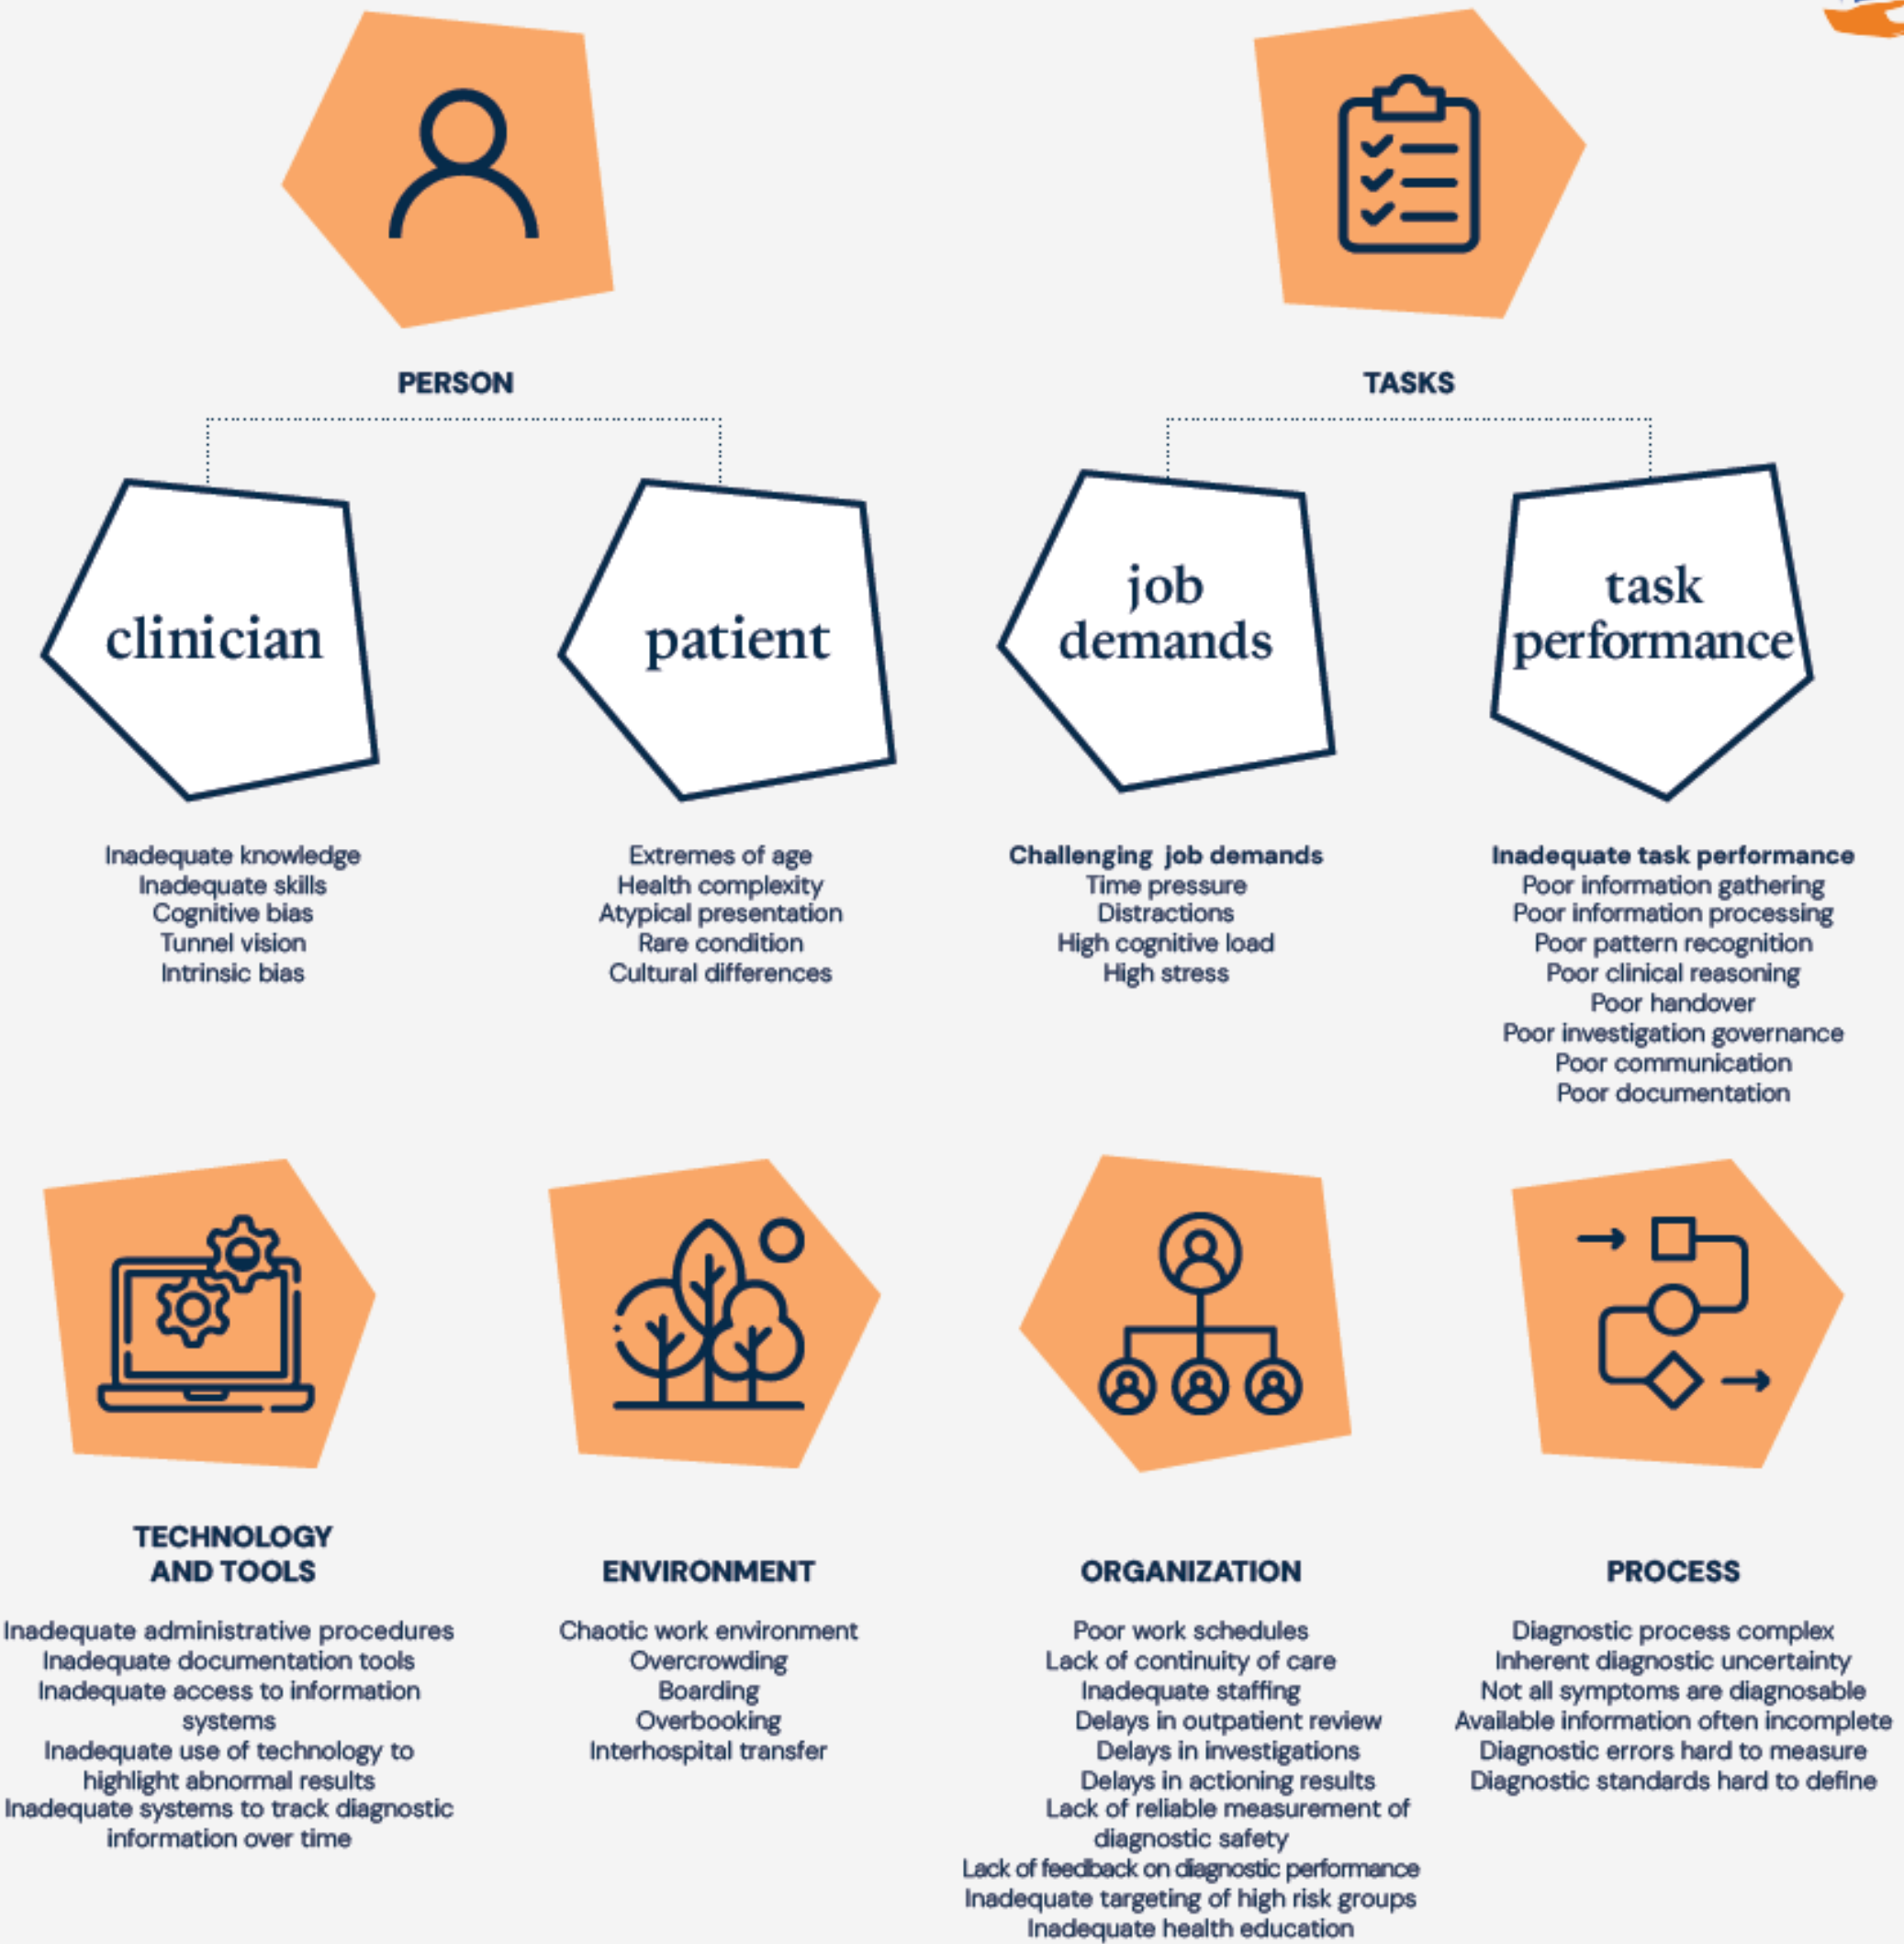 PERSON
clinician
Inadequate knowledge
Inadequate skills
Cognitive bias
Tunnel vision
Intrinsic bias
patient
Extremes of age
Health complexity
Atypical presentation
Rare condition
Cultural differences
TASKS
job
demands
Challenging job demands
Time pressure
Distractions
High cognitive load
High stress
task
performance
Inadequate task performance
Poor information gathering
Poor information processing
Poor pattern recognition
Poor clinical reasoning
Poor handover
Poor investigation governance
Poor communication
Poor documentation
TECHNOLOGY
AND TOOLS
Inadequate administrative procedures
Inadequate documentation tools
Inadequate access to information
systems
Inadequate use of technology to
highlight abnormal results
Inadequate systems to track diagnostic
information over time
ENVIRONMENT
Chaotic work environment
Overcrowding
Boarding
Overbooking
Interhospital transfer
ORGANIZATION
Poor work schedules
Lack of continuity of care
Inadequate staffing
Delays in outpatient review
Delays in investigations
Delays in actioning results
Lack of reliable measurement of
diagnostic safety
Lack of feedback on diagnostic performance
Inadequate targeting of high risk groups
Inadequate health education
PROCESS
Diagnostic process complex
Inherent diagnostic uncertainty
Not all symptoms are diagnosable
Available information often incomplete
Diagnostic errors hard to measure
Diagnostic standards hard to define